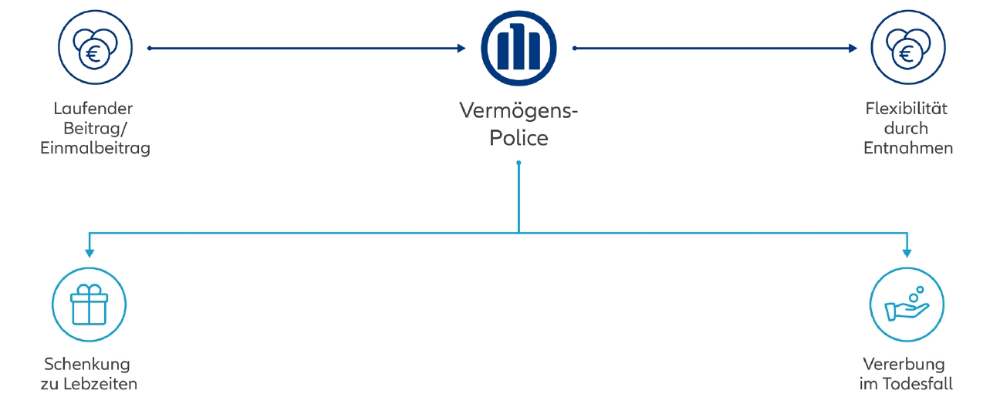 Laufender
Beitrag/
Einmalbeitrag
Vermögens-
Police
Flexibilität
durch
Entnahmen
Schenkung
zu Lebzeiten
Vererbung
im Todesfall